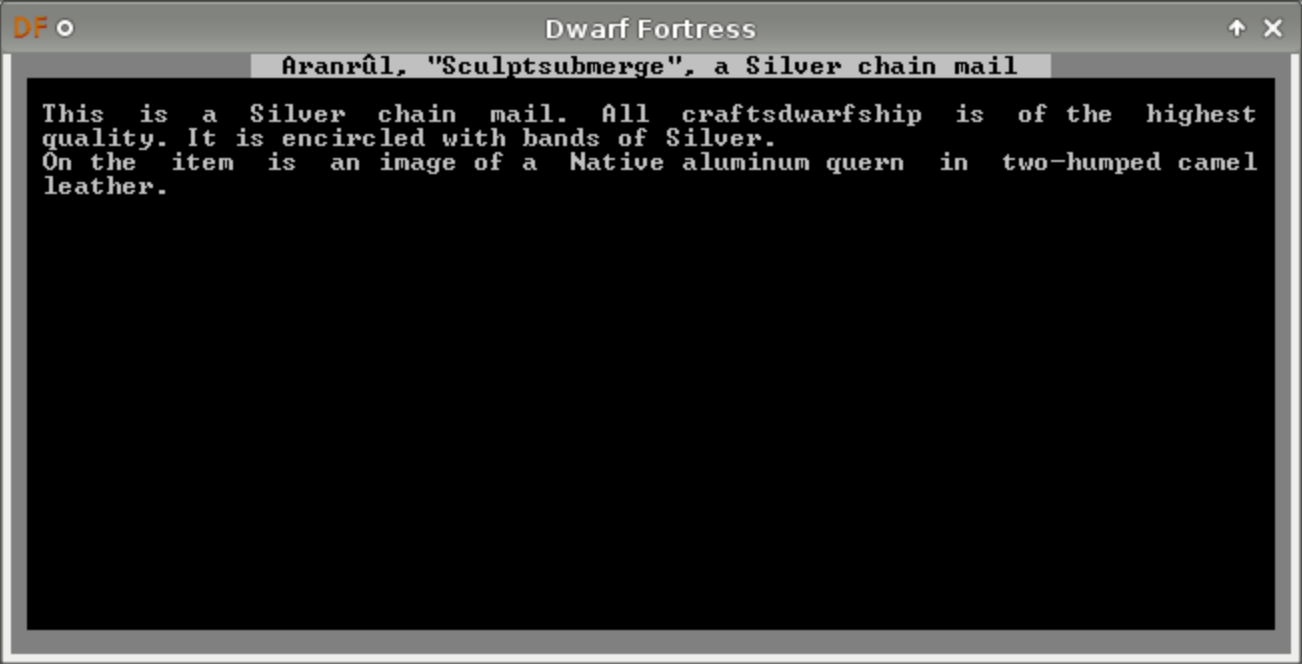 DF Dwarf Fortress
Aranrûl, "Sculptsubmerge", a Silver chain mail
This is a Silver chain mail. All craftsdwarfship is of the highest
quality. It is encircled with bands of Silver.
On the item is an image of a Native aluminum quern in two-humped camel
leather.